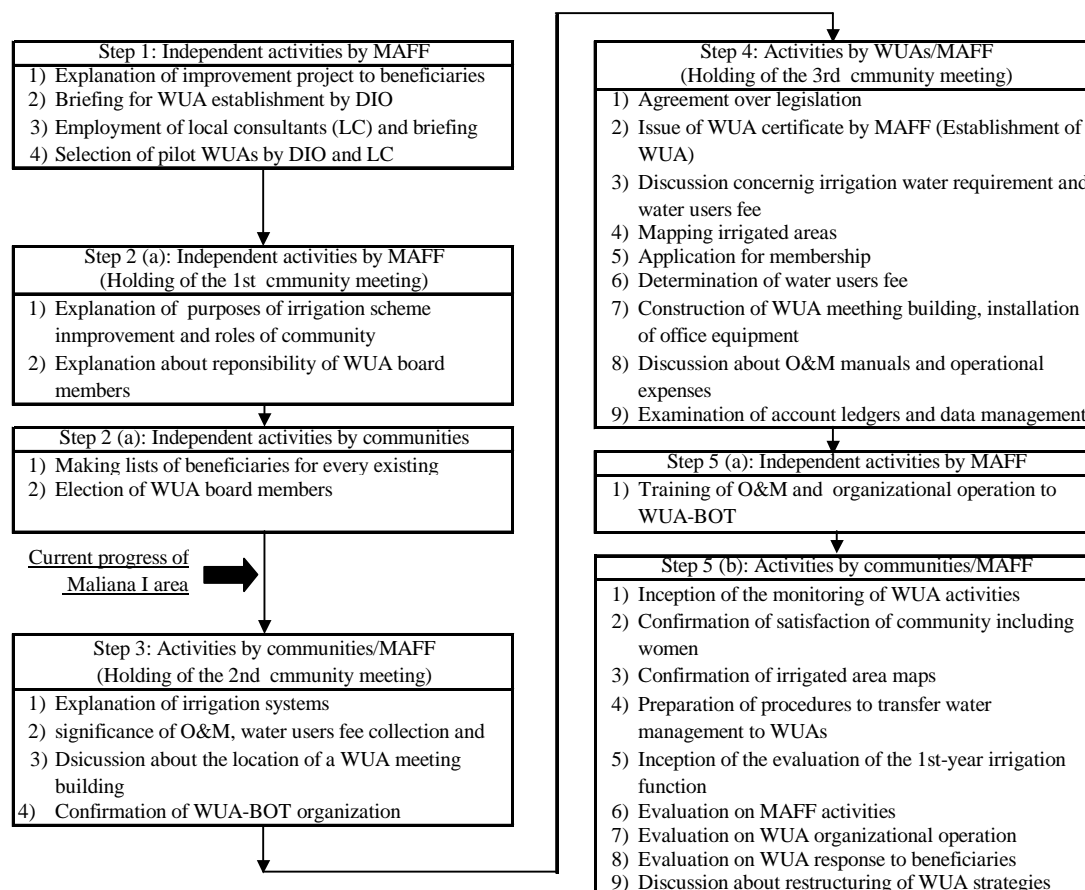 Step 1: Independent activities by MAFF
1) Explanation of improvement project to beneficiaries
2) Briefing for WUA establishment by DIO
3) Employment of local consultants (LC) and briefing
4) Selection of pilot WUAs by DIO and LC
Step 2 (a): Independent activities by MAFF
(Holding of the 1st cmmunity meeting)
1) Explanation of purposes of irrigation scheme
inmprovement and roles of community
2) Explanation about reponsibility of WUA board
members
Step 2 (a): Independent activities by communities
1) Making lists of beneficiaries for every existing
2) Election of WUA board members
Current progress of
Maliana I area
Step 3: Activities by communities/MAFF
(Holding of the 2nd cmmunity meeting)
1) Explanation of irrigation systems
2) significance of O&M, water users fee collection and
3) Dsicussion about the location of a WUA meeting
building
4) Confirmation of WUA-BOT organization
Step 4: Activities by WUAs/MAFF
(Holding of the 3rd cmmunity meeting)
1) Agreement over legislation
2) Issue of WUA certificate by MAFF (Establishment of
WUA)
3) Discussion concernig irrigation water requirement and
water users fee
4) Mapping irrigated areas
5) Application for membership
6) Determination of water users fee
7) Construction of WUA meething building, installation
of office equipment
8) Discussion about O&M manuals and operational
expenses
9) Examination of account ledgers and data management
Step 5 (a): Independent activities by MAFF
1) Training of O&M and organizational operation to
WUA-BOT
Step 5 (b): Activities by communities/MAFF
1) Inception of the monitoring of WUA activities
2) Confirmation of satisfaction of community including
women
3) Confirmation of irrigated area maps
4) Preparation of procedures to transfer water
management to WUAs
5) Inception of the evaluation of the 1st-year irrigation
function
6) Evaluation on MAFF activities
7) Evaluation on WUA organizational operation
8) Evaluation on WUA response to beneficiaries
9) Discussion about restructuring of WUA strategies